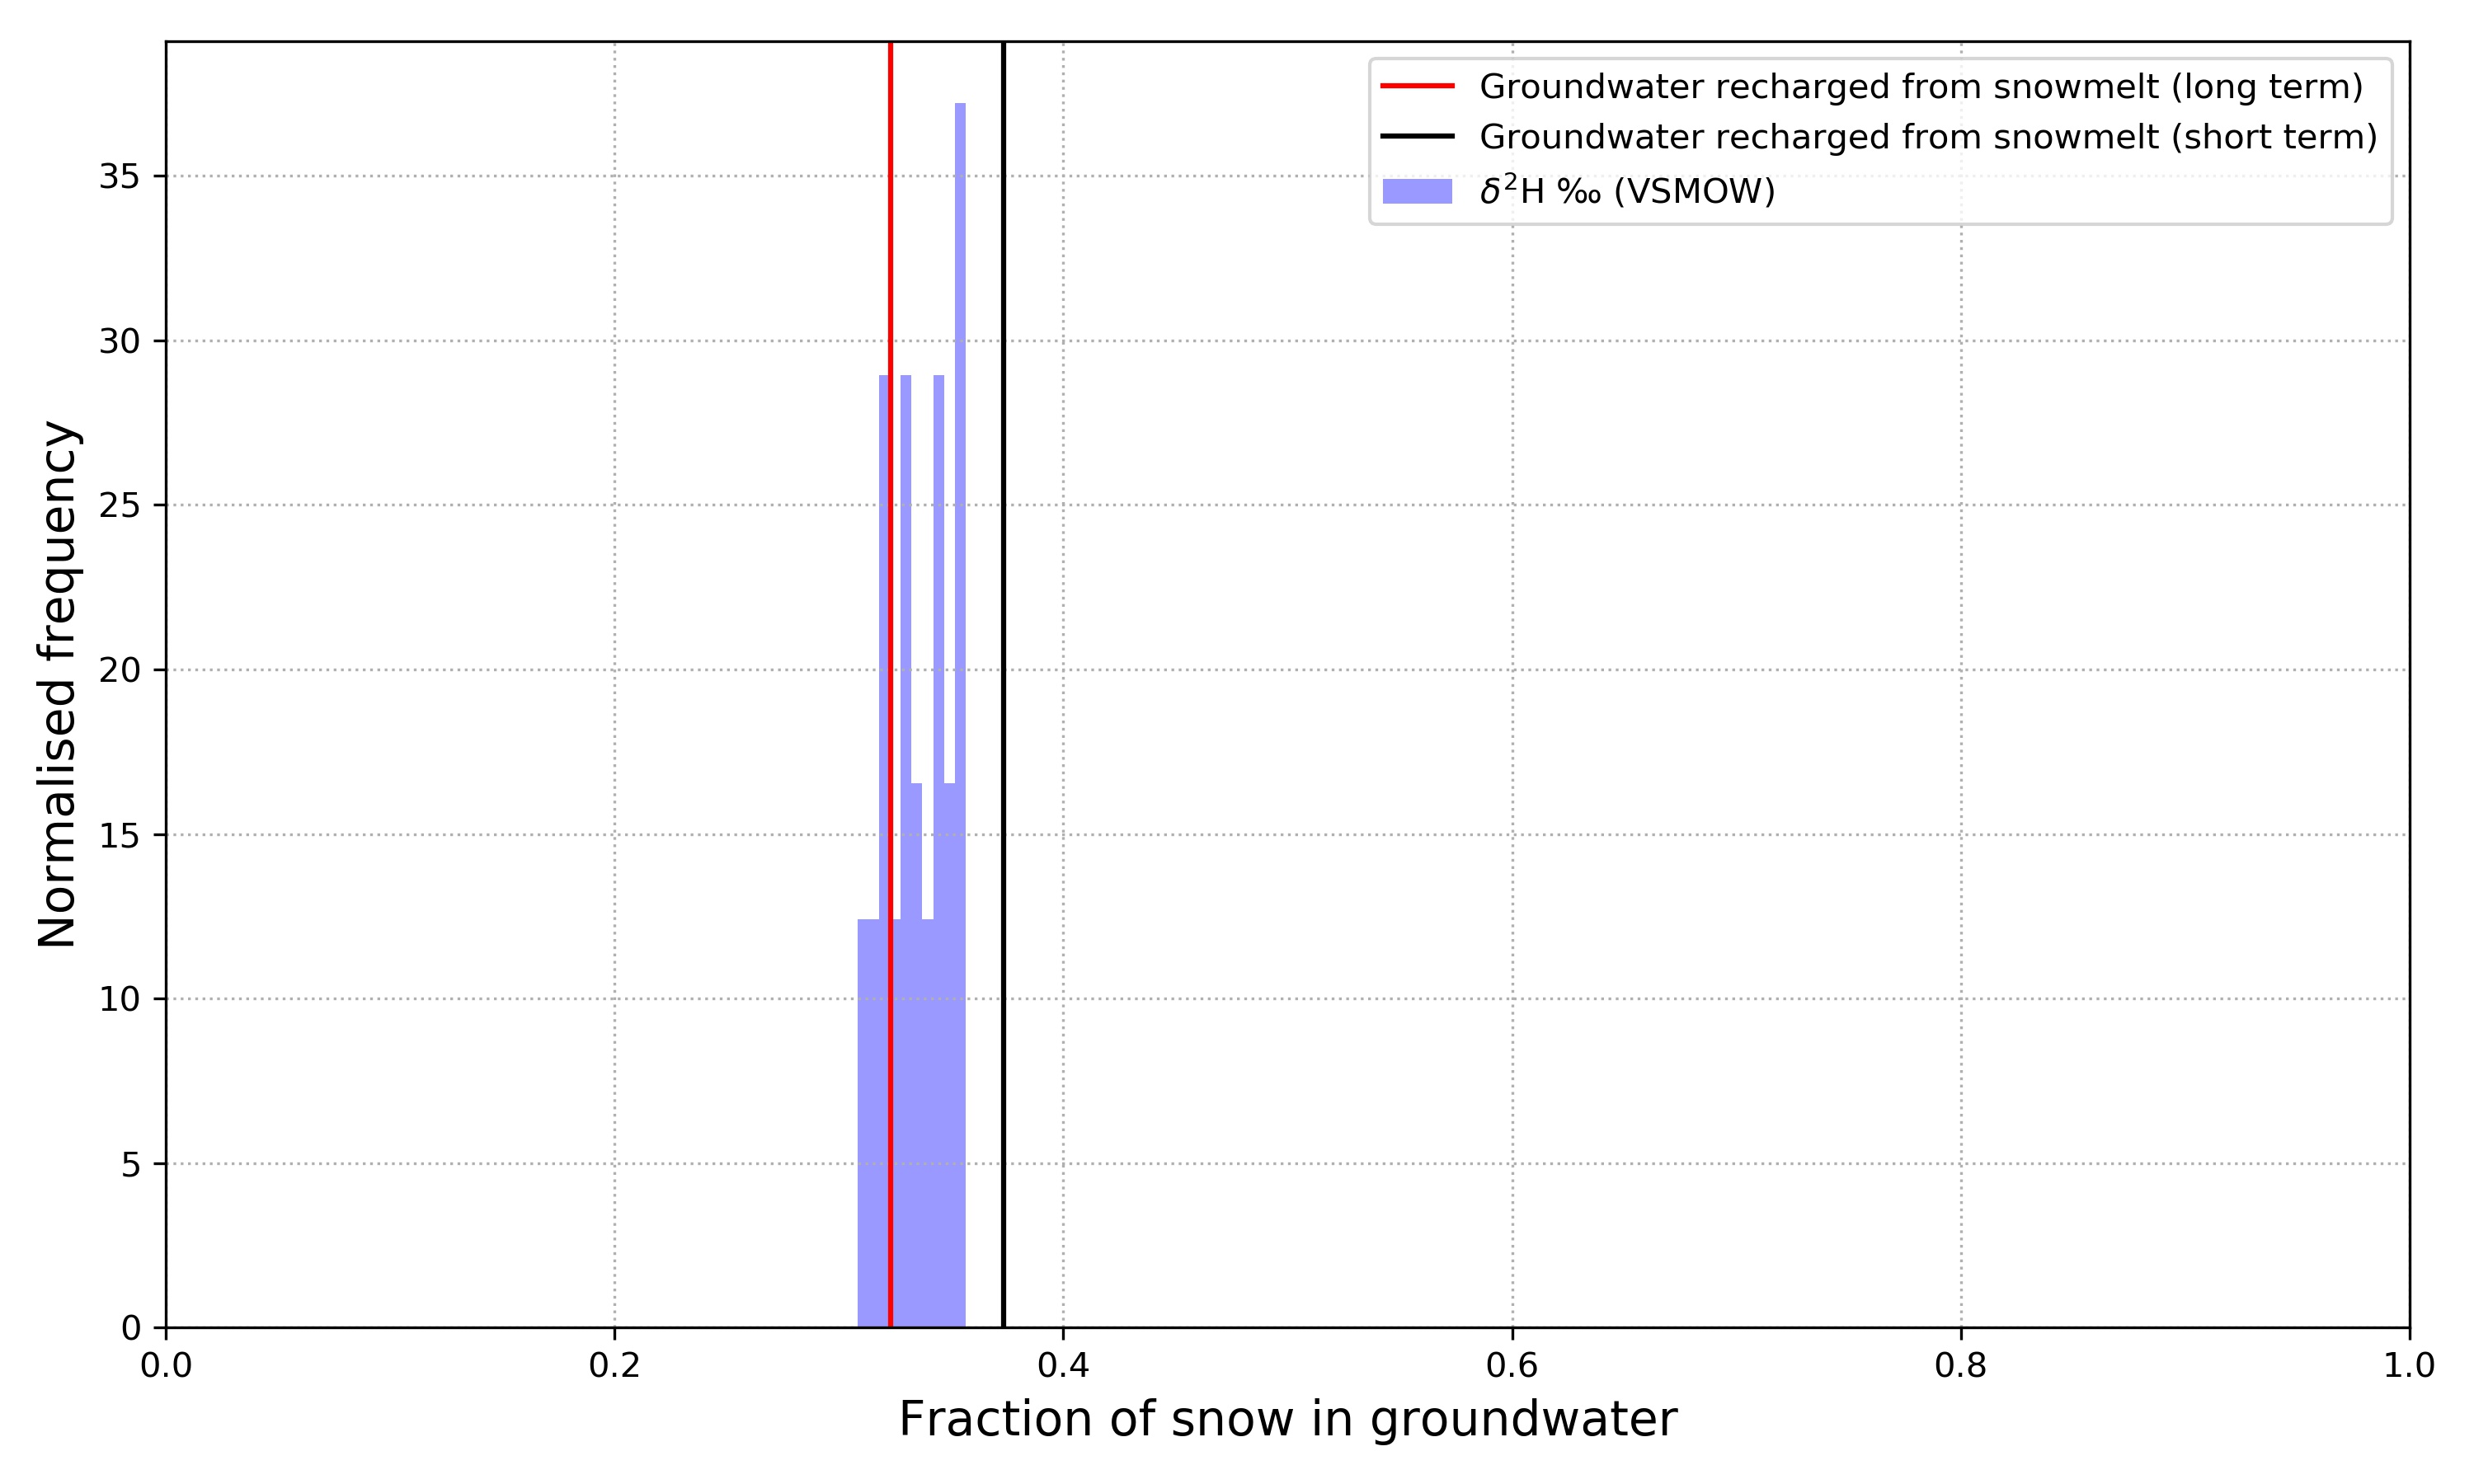 Groundwater recharged from snowmelt (long term)
Groundwater recharged from snowmelt (short term)
δ²H ‰ (VSMOW)
Normalised frequency
35
30
25
20
15
10
5
0
0.0 0.2 0.4 0.6 0.8 1.0
Fraction of snow in groundwater